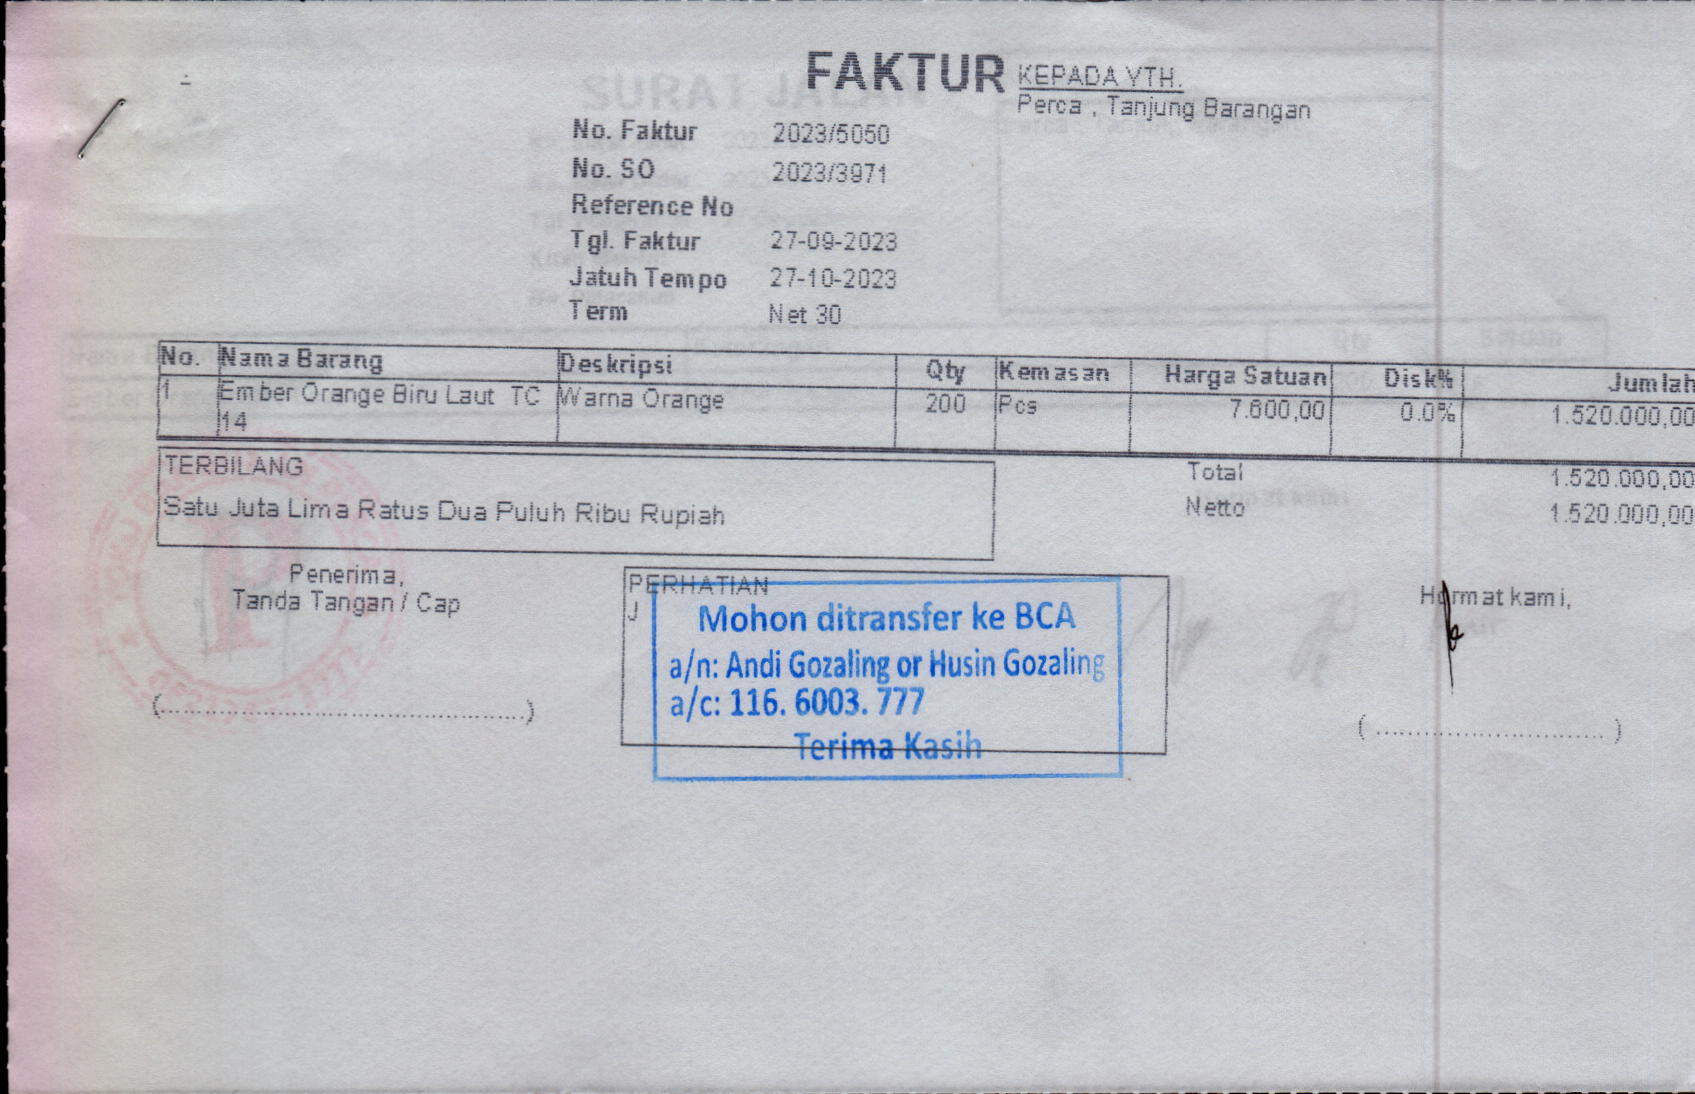 FAKTUR
KEPADA YTH.
Perca , Tanjung Barangan
No. Faktur 2023/5050
No. SO 2023/3971
Reference No
Tgl. Faktur 27-09-2023
Jatuh Tempo 27-10-2023
Term Net 30
No. Nama Barang Deskripsi Qty Kemasan Harga Satuan Disk% Jumlah
1 Ember Orange Biru Laut TC Warna Orange 200 Pcs 7.600,00 0.0% 1.520.000,00
14
TERBILANG
Satu Juta Lima Ratus Dua Puluh Ribu Rupiah
Total 1.520.000,00
Netto 1.520.000,00
Penerima,
Tanda Tangan / Cap
(..................................................)
PERHATIAN
J
Mohon ditransfer ke BCA
a/n: Andi Gozaling or Husin Gozaling
a/c: 116. 6003. 777
Terima Kasih
Hormat kami,
(................................)
SURAT JALAN